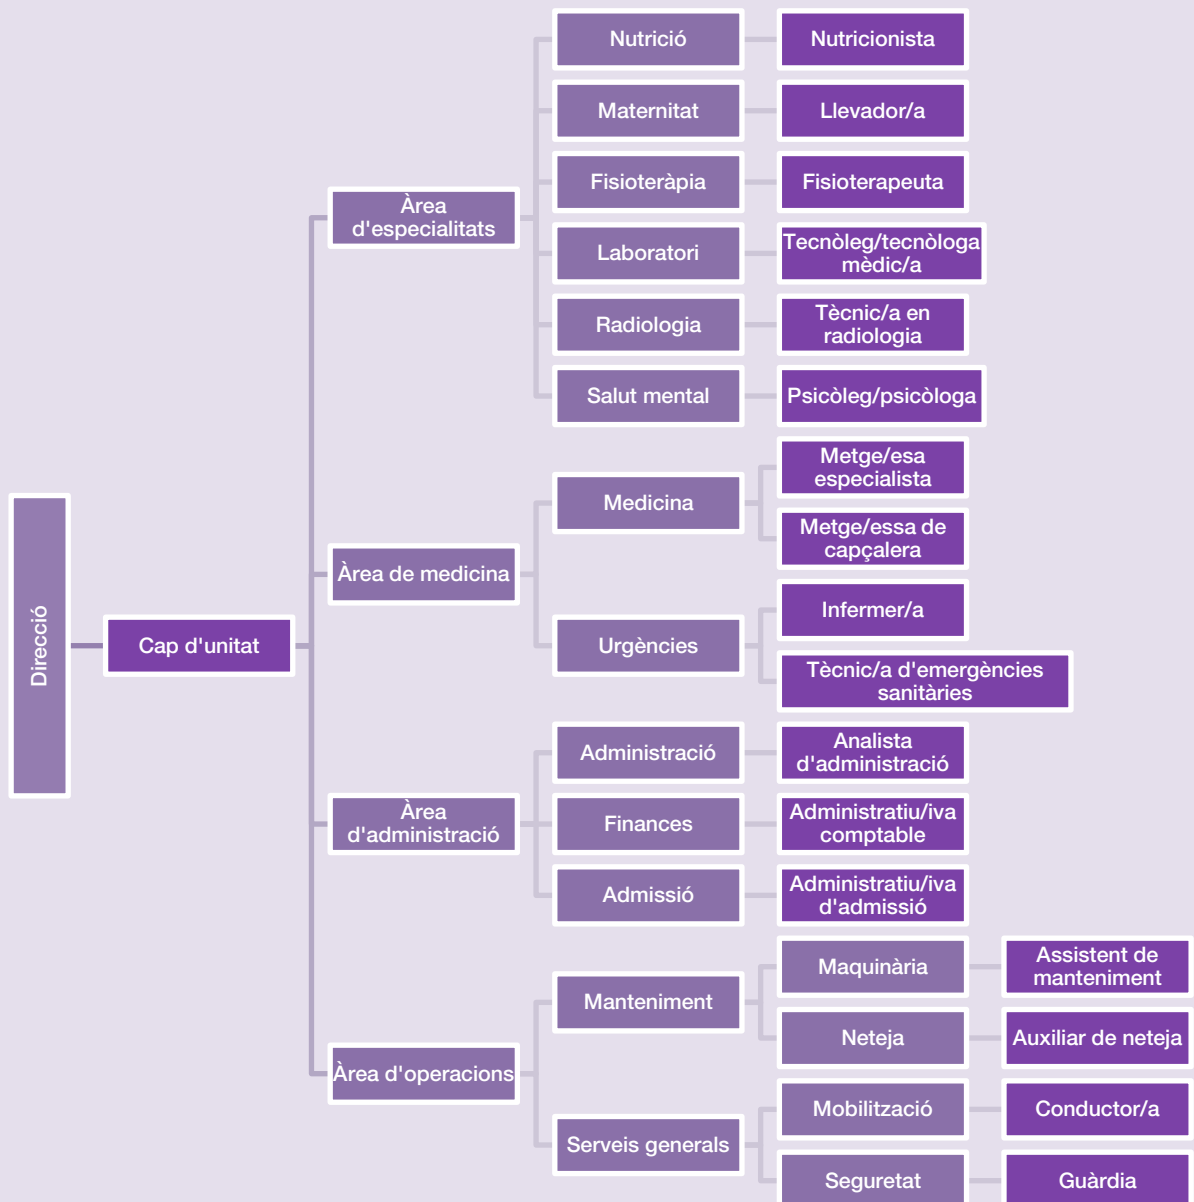 Direcció
Cap d'unitat
Àrea
d'especialitats
Nutrició
Nutricionista
Maternitat
Llevador/a
Fisioteràpia
Fisioterapeuta
Laboratori
Tecnòleg/tecnòloga
mèdic/a
Radiologia
Tècnic/a en
radiologia
Salut mental
Psicòleg/psicòloga
Àrea de medicina
Medicina
Metge/esa
especialista
Metge/essa de
capçalera
Urgències
Infermer/a
Tècnic/a d'emergències
sanitàries
Àrea
d'administració
Administració
Analista
d'administració
Finances
Administratiu/iva
comptable
Admissió
Administratiu/iva
d'admissió
Àrea d'operacions
Manteniment
Maquinària
Assistent de
manteniment
Neteja
Auxiliar de neteja
Serveis generals
Mobilització
Conductor/a
Seguretat
Guàrdia